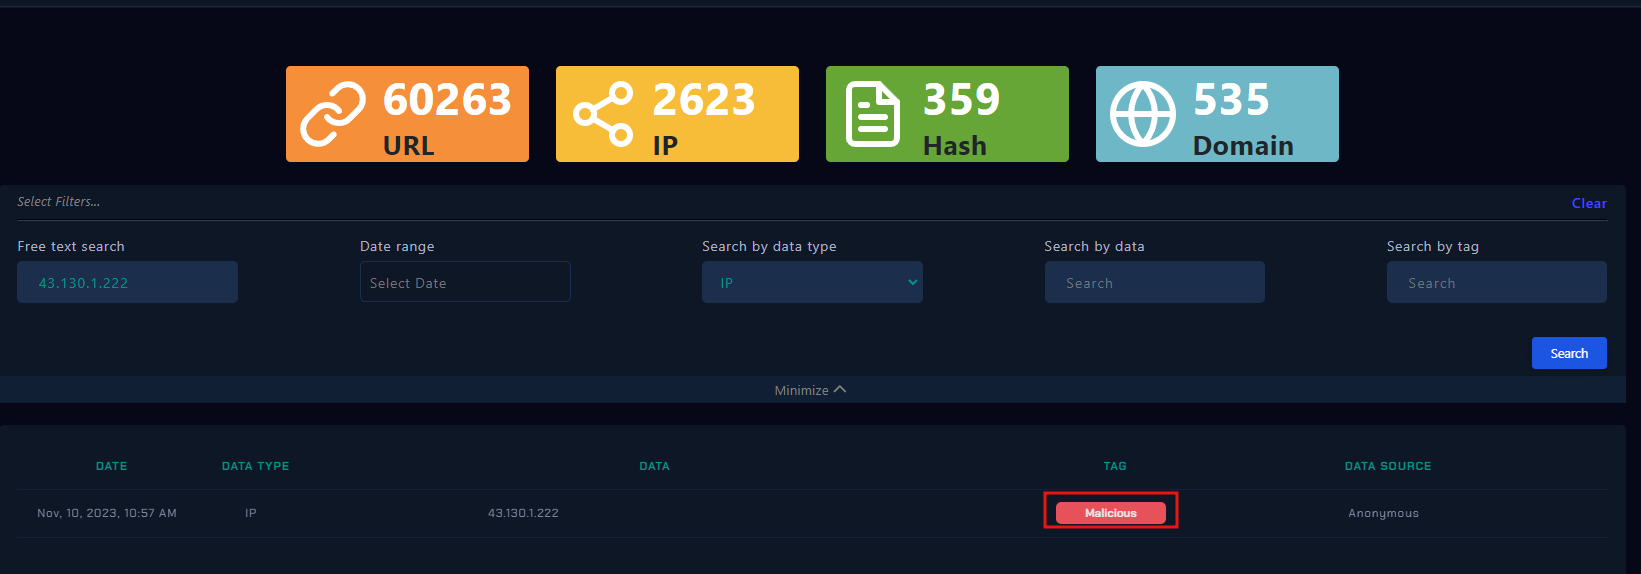 60263 2623 359 535
URL IP Hash Domain
Select Filters... Clear
Free text search Date range Search by data type Search by data Search by tag
43.130.1.222 Select Date IP Search Search
Search
Minimize
DATE DATA TYPE DATA TAG DATA SOURCE
Nov, 10, 2023, 10:57 AM IP 43.130.1.222 Malicious Anonymous